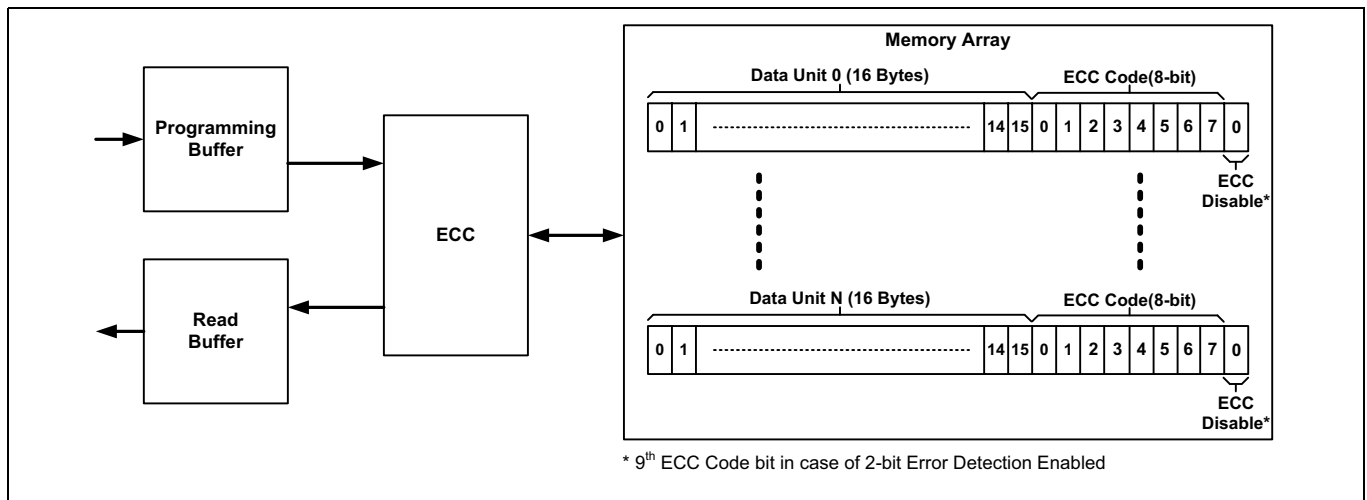 Memory Array
Data Unit 0 (16 Bytes) ECC Code(8-bit)
0 1 14 15 0 1 2 3 4 5 6 7 0
ECC
Disable*
Programming
Buffer
ECC
Read
Buffer
Data Unit N (16 Bytes) ECC Code(8-bit)
0 1 14 15 0 1 2 3 4 5 6 7 0
ECC
Disable*
* 9th ECC Code bit in case of 2-bit Error Detection Enabled